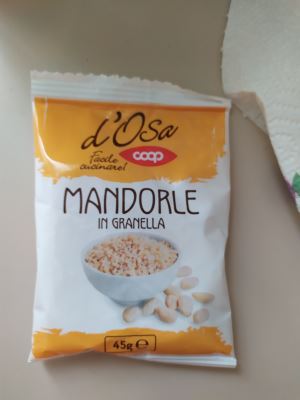 d'Osa
Facile
cucinare!
coop
MANDORLE
IN GRANELLA
45g ℮